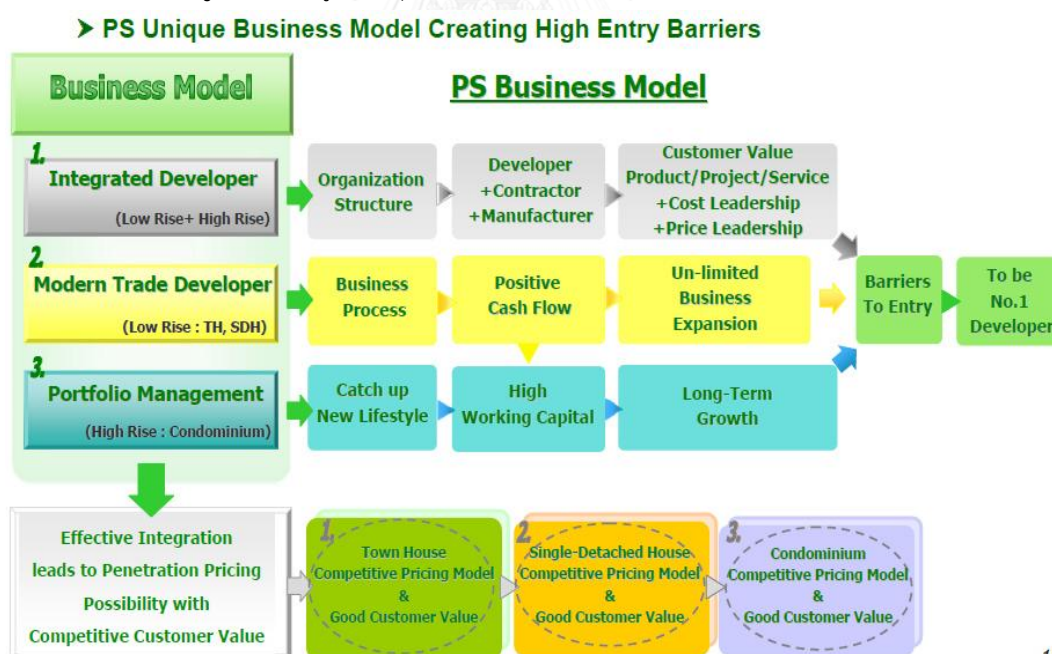 ➤ PS Unique Business Model Creating High Entry Barriers
Business Model
PS Business Model
1.
Integrated Developer
(Low Rise+ High Rise)
Organization
Structure
Developer
+Contractor
+Manufacturer
Customer Value
Product/Project/Service
+Cost Leadership
+Price Leadership
2.
Modern Trade Developer
(Low Rise : TH, SDH)
Business
Process
Positive
Cash Flow
Un-limited
Business
Expansion
Barriers
To Entry
To be
No.1
Developer
3.
Portfolio Management
(High Rise : Condominium)
Catch up
New Lifestyle
High
Working Capital
Long-Term
Growth
Effective Integration
leads to Penetration Pricing
Possibility with
Competitive Customer Value
1.
Town House
Competitive Pricing Model
&
Good Customer Value
2.
Single-Detached House
Competitive Pricing Model
&
Good Customer Value
3.
Condominium
Competitive Pricing Model
&
Good Customer Value